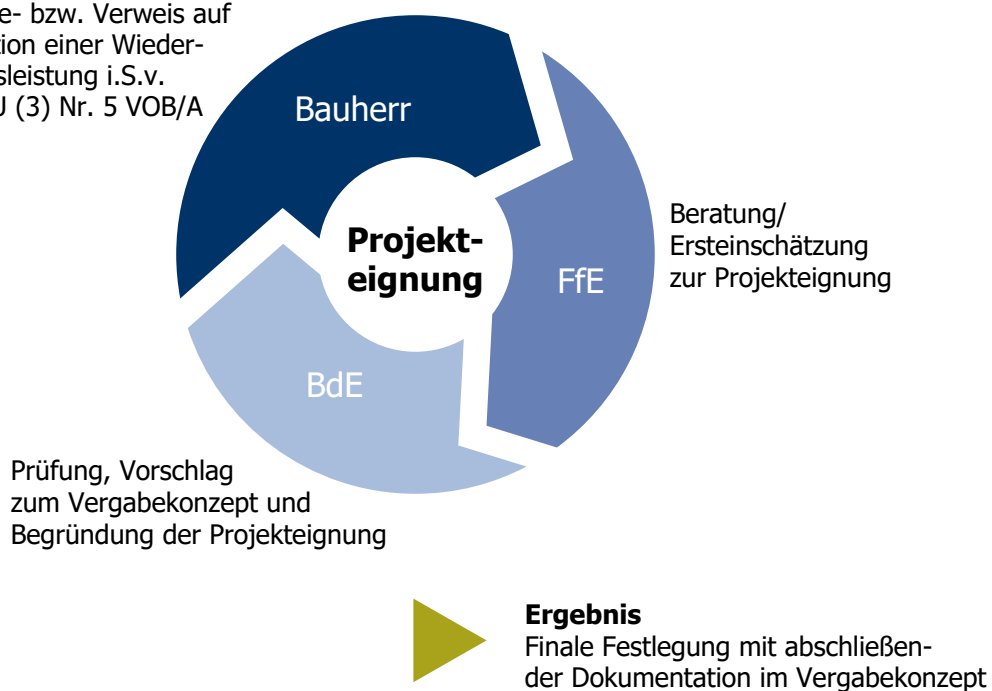 e- bzw. Verweis auf
tion einer Wieder-
sleistung i.S.v.
(3) Nr. 5 VOB/A
Bauherr
Projekt-
eignung
FfE
Beratung/
Ersteinschätzung
zur Projekteignung
BdE
Prüfung, Vorschlag
zum Vergabekonzept und
Begründung der Projekteignung
Ergebnis
Finale Festlegung mit abschließen-
der Dokumentation im Vergabekonzept